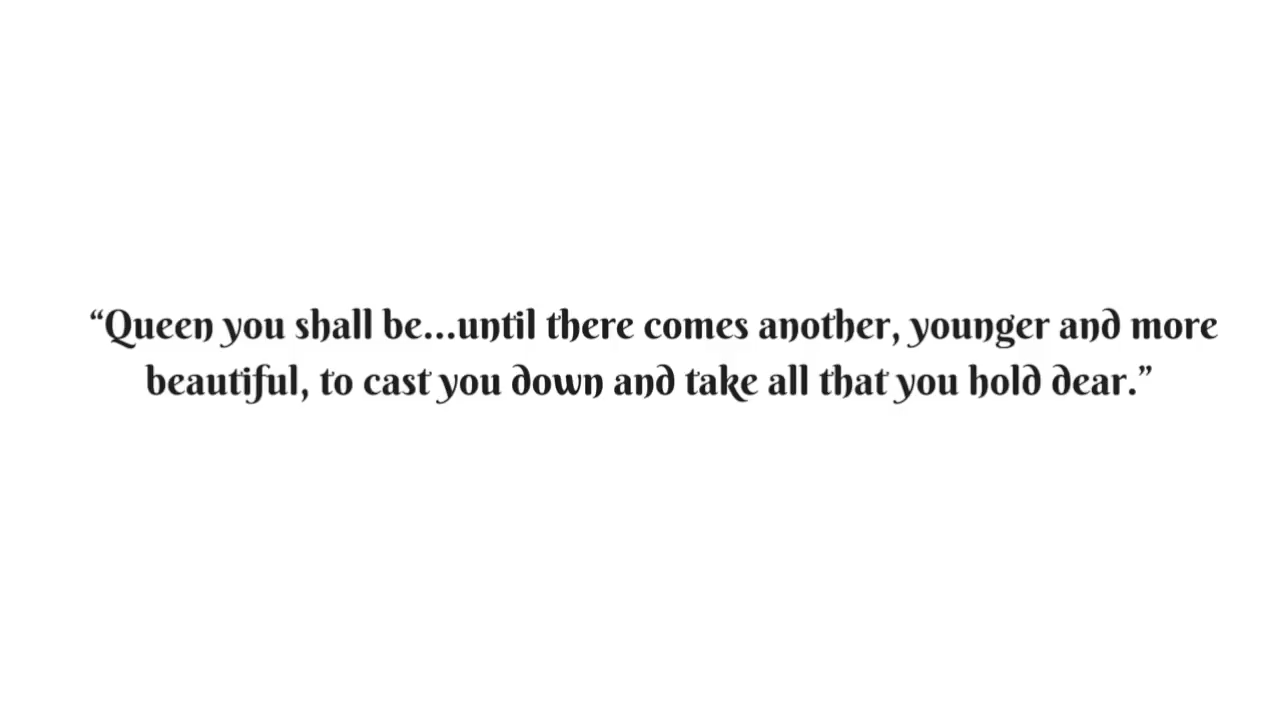 “Queen you shall be...until there comes another, younger and more
beautiful, to cast you down and take all that you hold dear.”